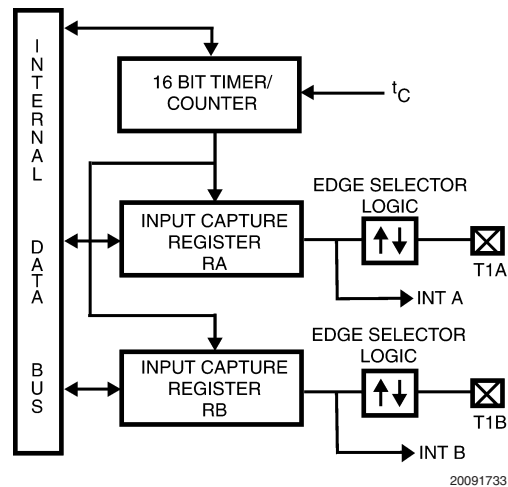 INTERNAL DATA BUS
16 BIT TIMER/
COUNTER
tC
EDGE SELECTOR
LOGIC
INPUT CAPTURE
REGISTER
RA
T1A
INT A
EDGE SELECTOR
LOGIC
INPUT CAPTURE
REGISTER
RB
T1B
INT B
20091733